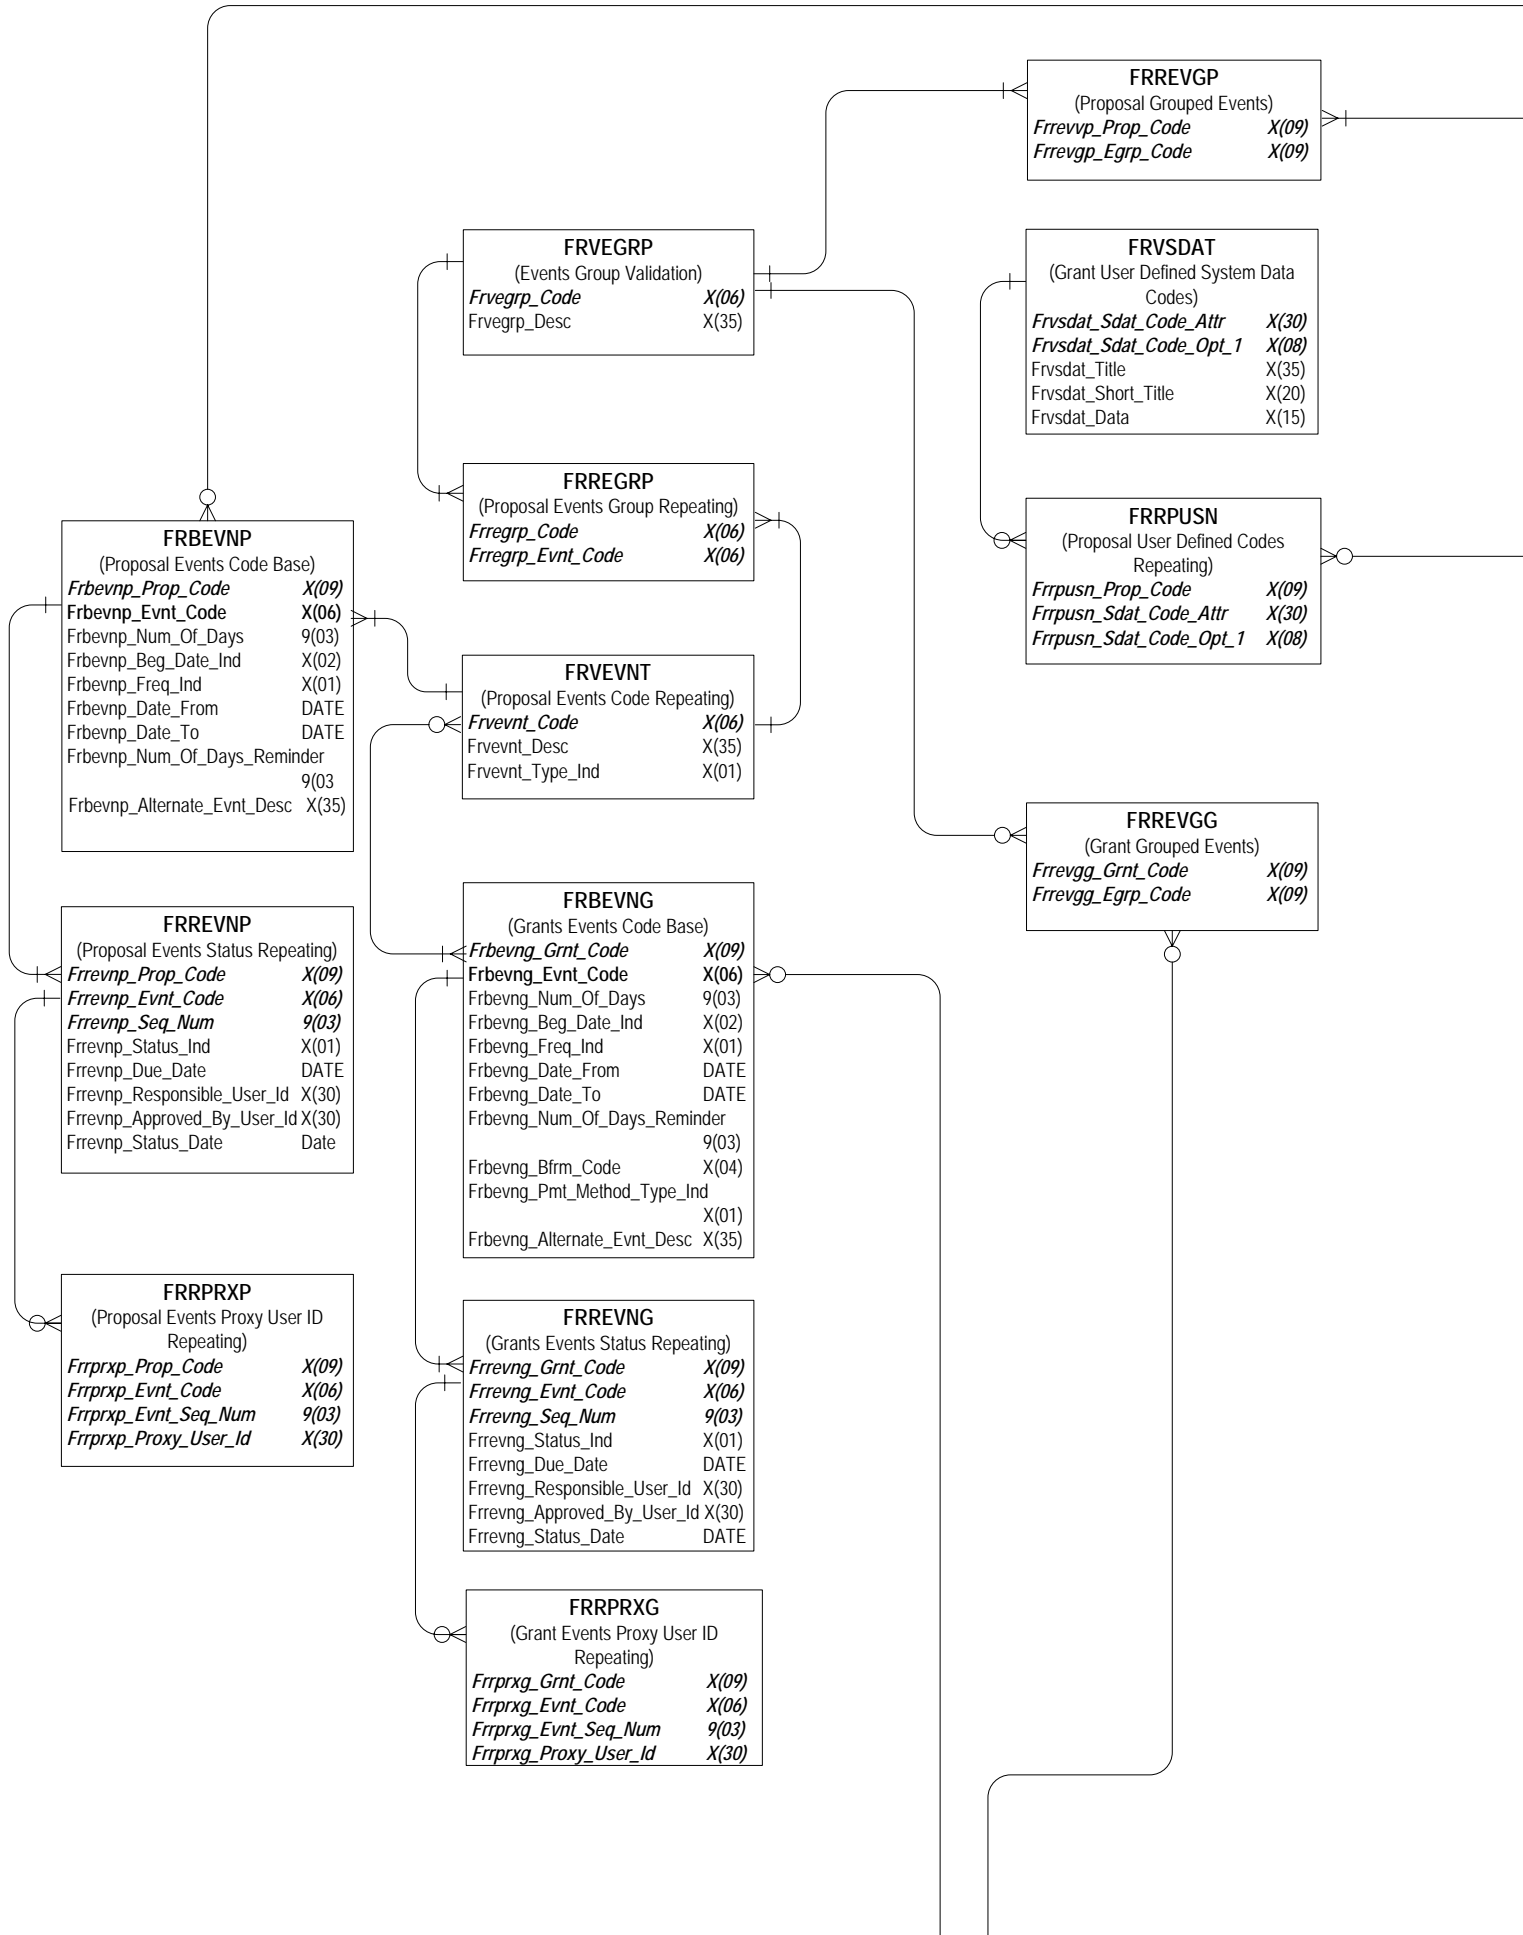 FRREVGP
(Proposal Grouped Events)
Frrevvp_Prop_Code X(09)
Frrevgp_Egrp_Code X(09)
FRVEGRP
(Events Group Validation)
Frvegrp_Code X(06)
Frvegrp_Desc X(35)
FRVSDAT
(Grant User Defined System Data
Codes)
Frvsdat_Sdat_Code_Attr X(30)
Frvsdat_Sdat_Code_Opt_1 X(08)
Frvsdat_Title X(35)
Frvsdat_Short_Title X(20)
Frvsdat_Data X(15)
FRREGRP
(Proposal Events Group Repeating)
Frregrp_Code X(06)
Frregrp_Evnt_Code X(06)
FRRPUSN
(Proposal User Defined Codes
Repeating)
Frrpusn_Prop_Code X(09)
Frrpusn_Sdat_Code_Attr X(30)
Frrpusn_Sdat_Code_Opt_1 X(08)
FRBEVNP
(Proposal Events Code Base)
Frbevnp_Prop_Code X(09)
Frbevnp_Evnt_Code X(06)
Frbevnp_Num_Of_Days 9(03)
Frbevnp_Beg_Date_Ind X(02)
Frbevnp_Freq_Ind X(01)
Frbevnp_Date_From DATE
Frbevnp_Date_To DATE
Frbevnp_Num_Of_Days_Reminder
9(03
Frbevnp_Alternate_Evnt_Desc X(35)
FRVEVNT
(Proposal Events Code Repeating)
Frvevnt_Code X(06)
Frvevnt_Desc X(35)
Frvevnt_Type_Ind X(01)
FRREVGG
(Grant Grouped Events)
Frrevgg_Grnt_Code X(09)
Frrevgg_Egrp_Code X(09)
FRBEVNG
(Grants Events Code Base)
Frbevng_Grnt_Code X(09)
Frbevng_Evnt_Code X(06)
Frbevng_Num_Of_Days 9(03)
Frbevng_Beg_Date_Ind X(02)
Frbevng_Freq_Ind X(01)
Frbevng_Date_From DATE
Frbevng_Date_To DATE
Frbevng_Num_Of_Days_Reminder
9(03)
Frbevng_Bfrm_Code X(04)
Frbevng_Pmt_Method_Type_Ind
X(01)
Frbevng_Alternate_Evnt_Desc X(35)
FRREVNP
(Proposal Events Status Repeating)
Frrevnp_Prop_Code X(09)
Frrevnp_Evnt_Code X(06)
Frrevnp_Seq_Num 9(03)
Frrevnp_Status_Ind X(01)
Frrevnp_Due_Date DATE
Frrevnp_Responsible_User_Id X(30)
Frrevnp_Approved_By_User_Id X(30)
Frrevnp_Status_Date Date
FRRPRXP
(Proposal Events Proxy User ID
Repeating)
Frrprxp_Prop_Code X(09)
Frrprxp_Evnt_Code X(06)
Frrprxp_Evnt_Seq_Num 9(03)
Frrprxp_Proxy_User_Id X(30)
FRREVNG
(Grants Events Status Repeating)
Frrevng_Grnt_Code X(09)
Frrevng_Evnt_Code X(06)
Frrevng_Seq_Num 9(03)
Frrevng_Status_Ind X(01)
Frrevng_Due_Date DATE
Frrevng_Responsible_User_Id X(30)
Frrevng_Approved_By_User_Id X(30)
Frrevng_Status_Date DATE
FRRPRXG
(Grant Events Proxy User ID
Repeating)
Frrprxg_Grnt_Code X(09)
Frrprxg_Evnt_Code X(06)
Frrprxg_Evnt_Seq_Num 9(03)
Frrprxg_Proxy_User_Id X(30)